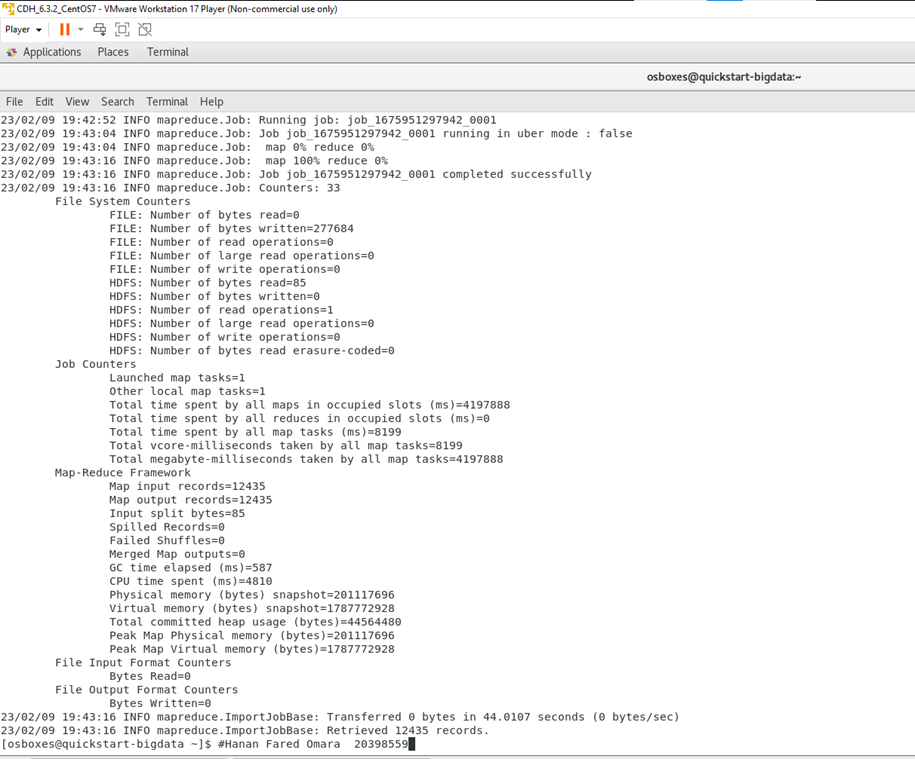 CDH_6.3.2_CentOS7 - VMware Workstation 17 Player (Non-commercial use only)
Player
Applications Places Terminal
osboxes@quickstart-bigdata:~
File Edit View Search Terminal Help
23/02/09 19:42:52 INFO mapreduce.Job: Running job: job_1675951297942_0001
23/02/09 19:43:04 INFO mapreduce.Job: Job job_1675951297942_0001 running in uber mode : false
23/02/09 19:43:04 INFO mapreduce.Job:  map 0% reduce 0%
23/02/09 19:43:16 INFO mapreduce.Job:  map 100% reduce 0%
23/02/09 19:43:16 INFO mapreduce.Job: Job job_1675951297942_0001 completed successfully
23/02/09 19:43:16 INFO mapreduce.Job: Counters: 33
File System Counters
FILE: Number of bytes read=0
FILE: Number of bytes written=277684
FILE: Number of read operations=0
FILE: Number of large read operations=0
FILE: Number of write operations=0
HDFS: Number of bytes read=85
HDFS: Number of bytes written=0
HDFS: Number of read operations=1
HDFS: Number of large read operations=0
HDFS: Number of write operations=0
HDFS: Number of bytes read erasure-coded=0
Job Counters
Launched map tasks=1
Other local map tasks=1
Total time spent by all maps in occupied slots (ms)=4197888
Total time spent by all reduces in occupied slots (ms)=0
Total time spent by all map tasks (ms)=8199
Total vcore-milliseconds taken by all map tasks=8199
Total megabyte-milliseconds taken by all map tasks=4197888
Map-Reduce Framework
Map input records=12435
Map output records=12435
Input split bytes=85
Spilled Records=0
Failed Shuffles=0
Merged Map outputs=0
GC time elapsed (ms)=587
CPU time spent (ms)=4810
Physical memory (bytes) snapshot=201117696
Virtual memory (bytes) snapshot=1787772928
Total committed heap usage (bytes)=44564480
Peak Map Physical memory (bytes)=201117696
Peak Map Virtual memory (bytes)=1787772928
File Input Format Counters
Bytes Read=0
File Output Format Counters
Bytes Written=0
23/02/09 19:43:16 INFO mapreduce.ImportJobBase: Transferred 0 bytes in 44.0107 seconds (0 bytes/sec)
23/02/09 19:43:16 INFO mapreduce.ImportJobBase: Retrieved 12435 records.
[osboxes@quickstart-bigdata ~]$ #Hanan Fared Omara  20398559